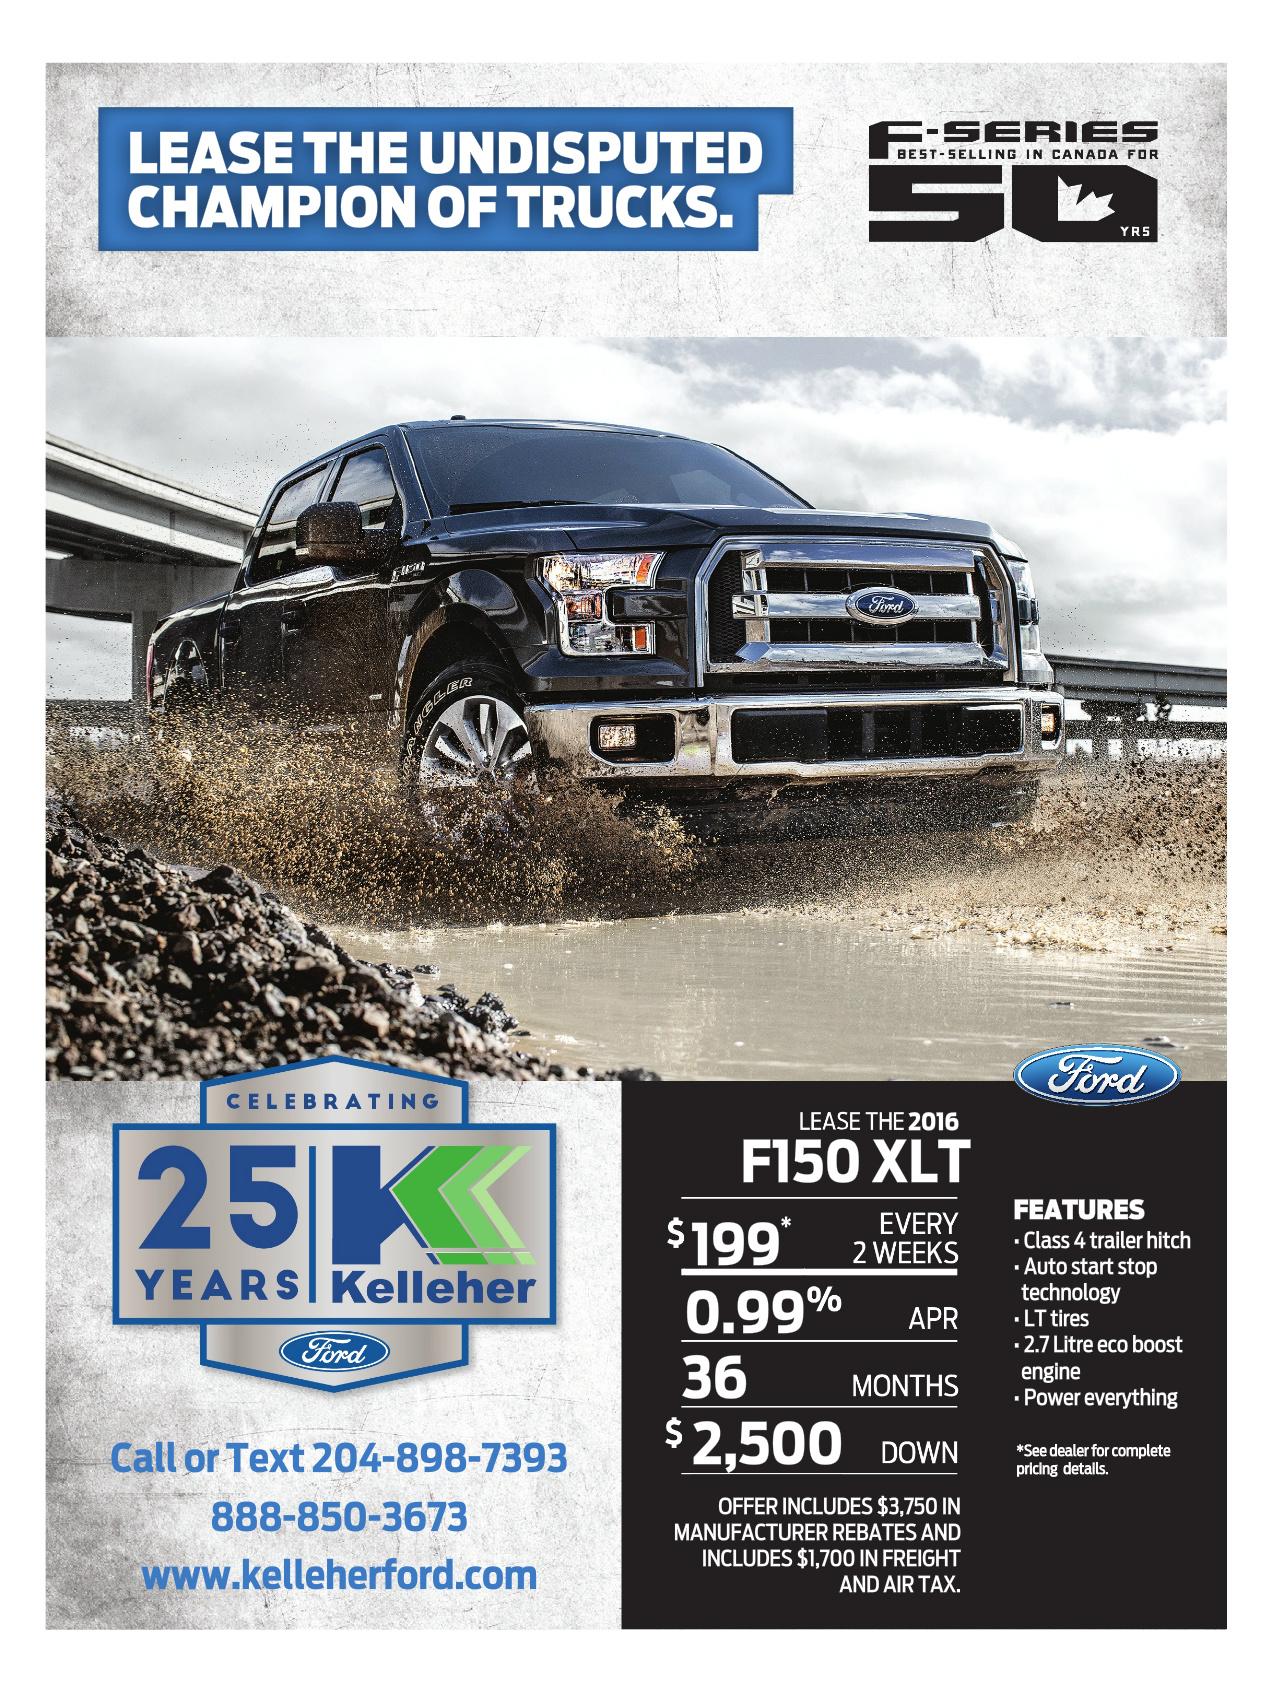 LEASE THE UNDISPUTED
CHAMPION OF TRUCKS.
F-SERIES
BEST-SELLING IN CANADA FOR
50
YRS
F-150
WRANGLER
Ford
CELEBRATING
25
YEARS
K
Kelleher
Ford
Call or Text 204-898-7393
888-850-3673
www.kelleherford.com
Ford
LEASE THE 2016
F150 XLT
$199* EVERY
2 WEEKS
0.99% APR
36 MONTHS
$2,500 DOWN
OFFER INCLUDES $3,750 IN
MANUFACTURER REBATES AND
INCLUDES $1,700 IN FREIGHT
AND AIR TAX.
FEATURES
· Class 4 trailer hitch
· Auto start stop
technology
· LT tires
· 2.7 Litre eco boost
engine
· Power everything
*See dealer for complete
pricing details.